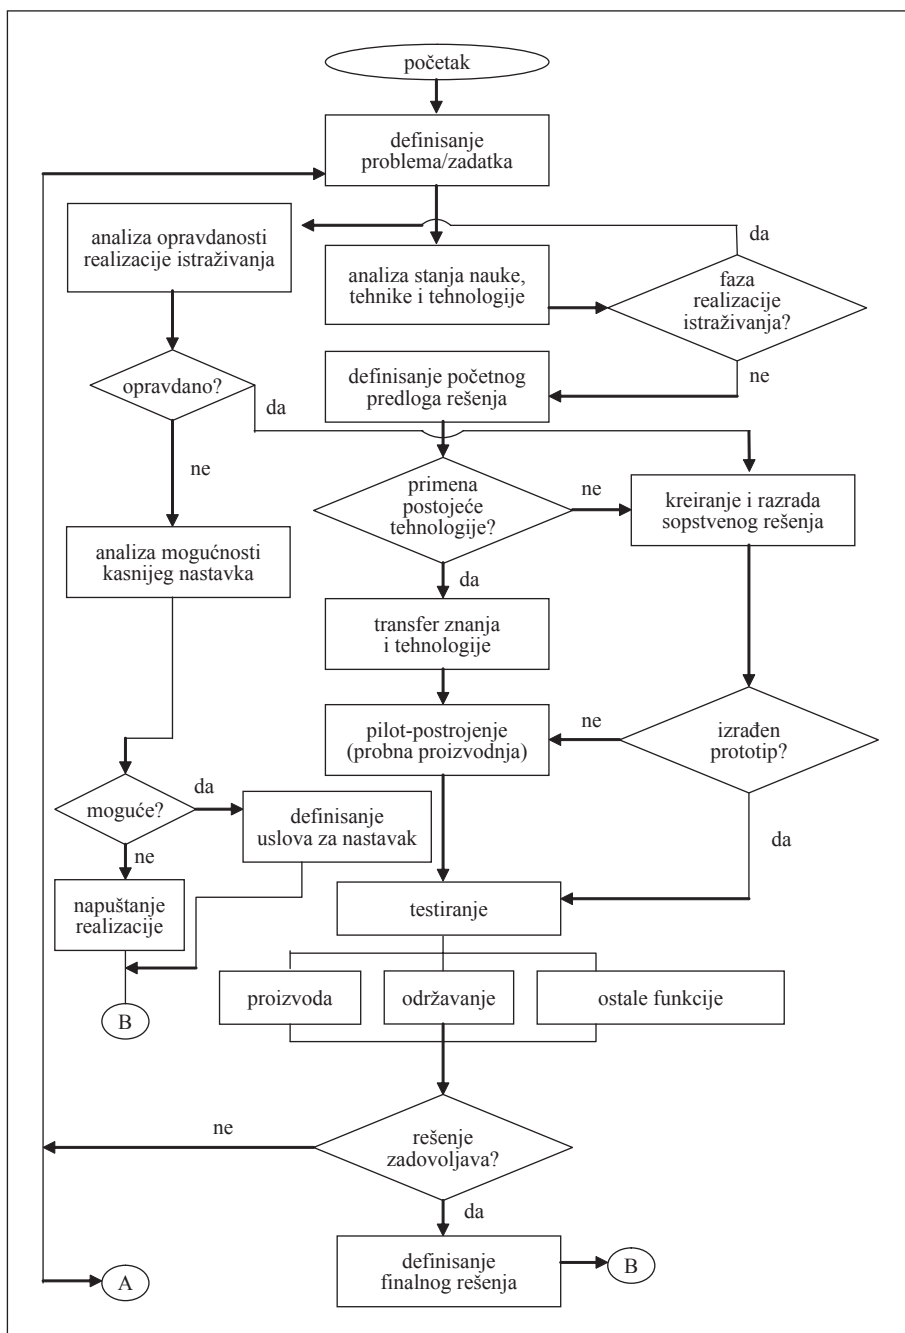 početak
definisanje
problema/zadatka
analiza opravdanosti
realizacije istraživanja
da
analiza stanja nauke,
tehnike i tehnologije
faza
realizacije
istraživanja?
ne
definisanje početnog
predloga rešenja
opravdano?
da
ne
primena
postojeće
tehnologije?
ne
kreiranje i razrada
sopstvenog rešenja
analiza mogućnosti
kasnijeg nastavka
da
transfer znanja
i tehnologije
pilot-postrojenje
(probna proizvodnja)
ne
izrađen
prototip?
moguće?
da
definisanje
uslova za nastavak
da
ne
napuštanje
realizacije
testiranje
B
proizvoda
održavanje
ostale funkcije
ne
rešenje
zadovoljava?
da
definisanje
finalnog rešenja
B
A